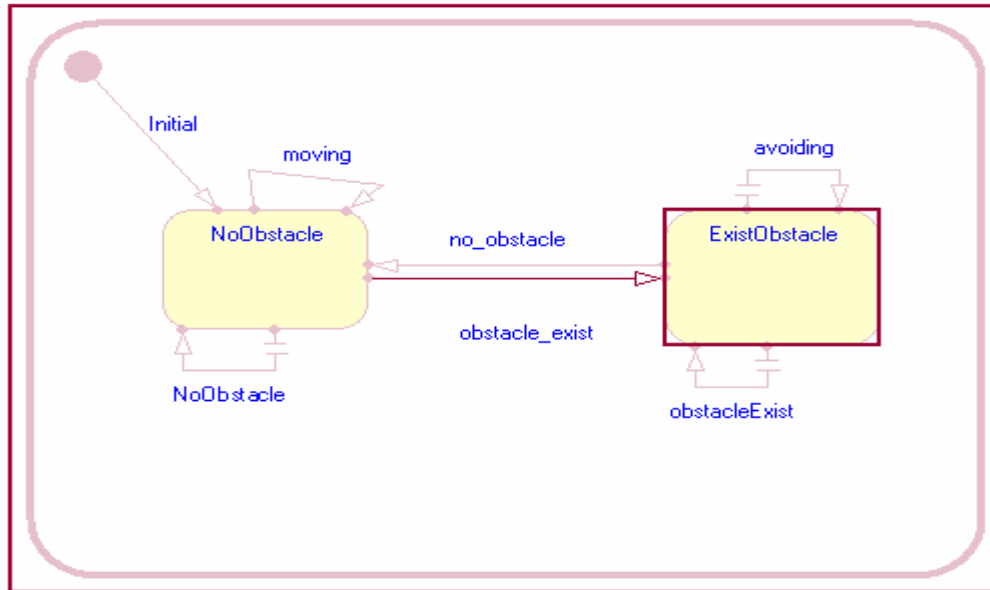 Initial
moving
avoiding
NoObstacle
no_obstacle
ExistObstacle
obstacle_exist
NoObstacle
obstacleExist